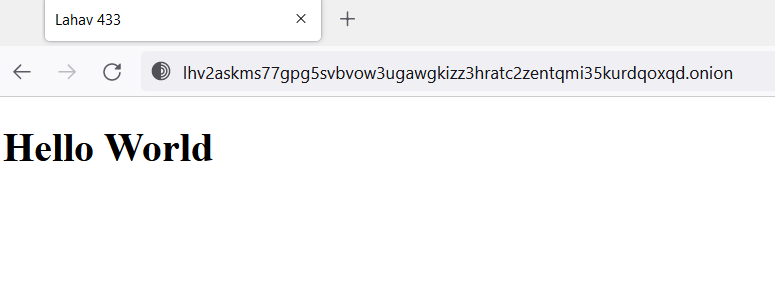 Lahav 433
lhv2askms77gpg5svbvow3ugawgkizz3hratc2zentqmi35kurdqoxqd.onion
Hello World